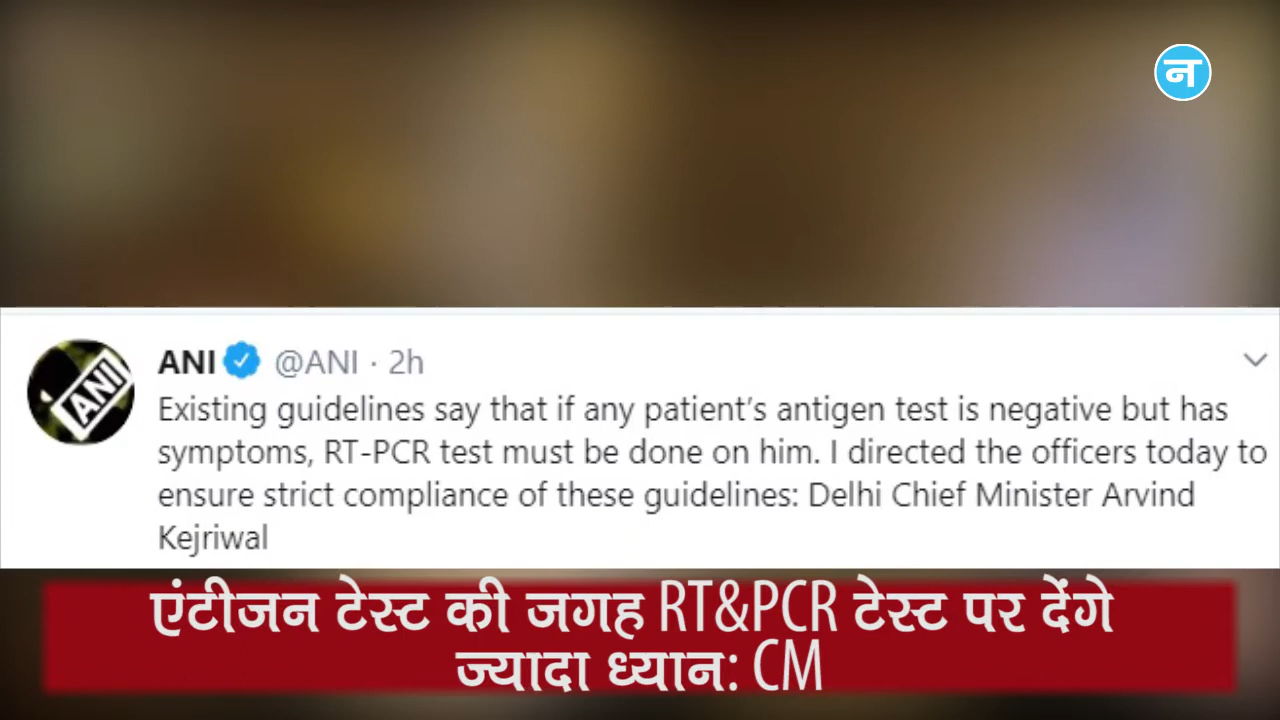 न
ANI @ANI · 2h
Existing guidelines say that if any patient's antigen test is negative but has
symptoms, RT-PCR test must be done on him. I directed the officers today to
ensure strict compliance of these guidelines: Delhi Chief Minister Arvind
Kejriwal
ANI
एंटीजन टेस्ट की जगह RT&PCR टेस्ट पर देंगे
ज्यादा ध्यान: CM